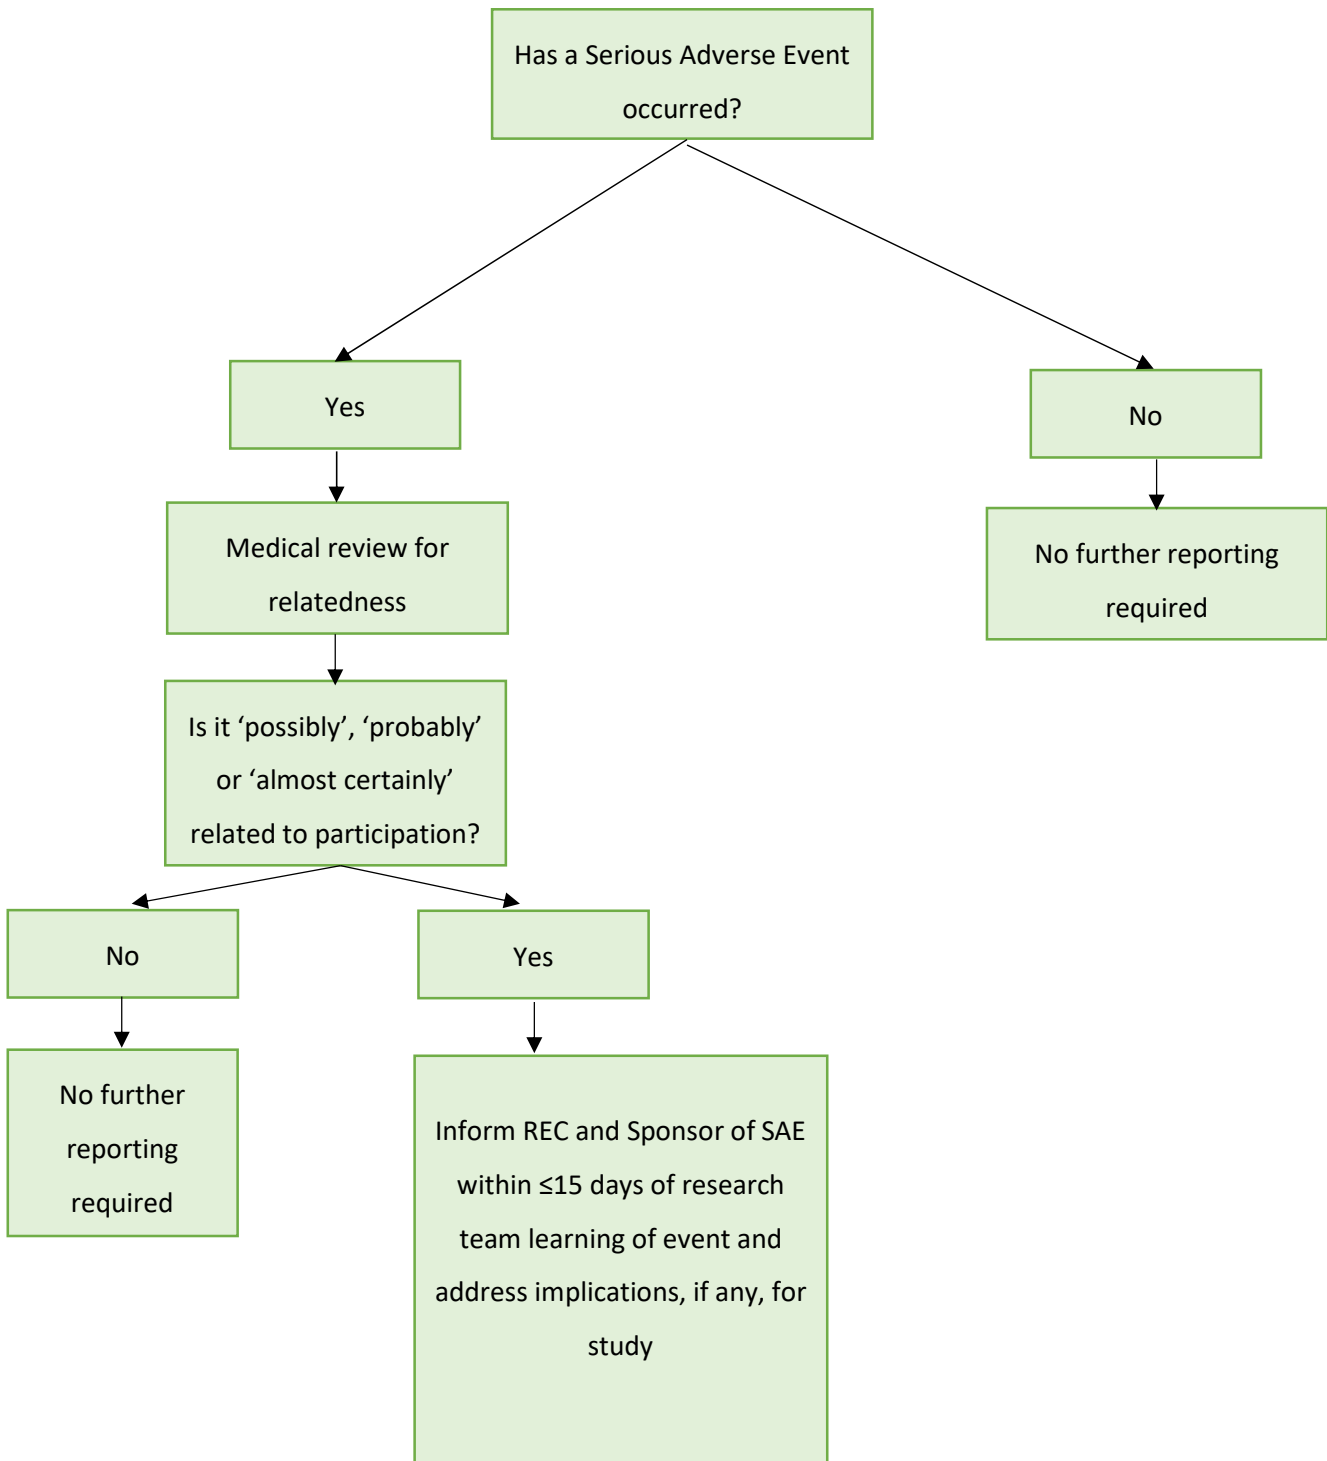 Has a Serious Adverse Event
occurred?
Yes
No
Medical review for
relatedness
No further reporting
required
Is it ‘possibly’, ‘probably’
or ‘almost certainly’
related to participation?
No
Yes
No further
reporting
required
Inform REC and Sponsor of SAE
within ≤15 days of research
team learning of event and
address implications, if any, for
study